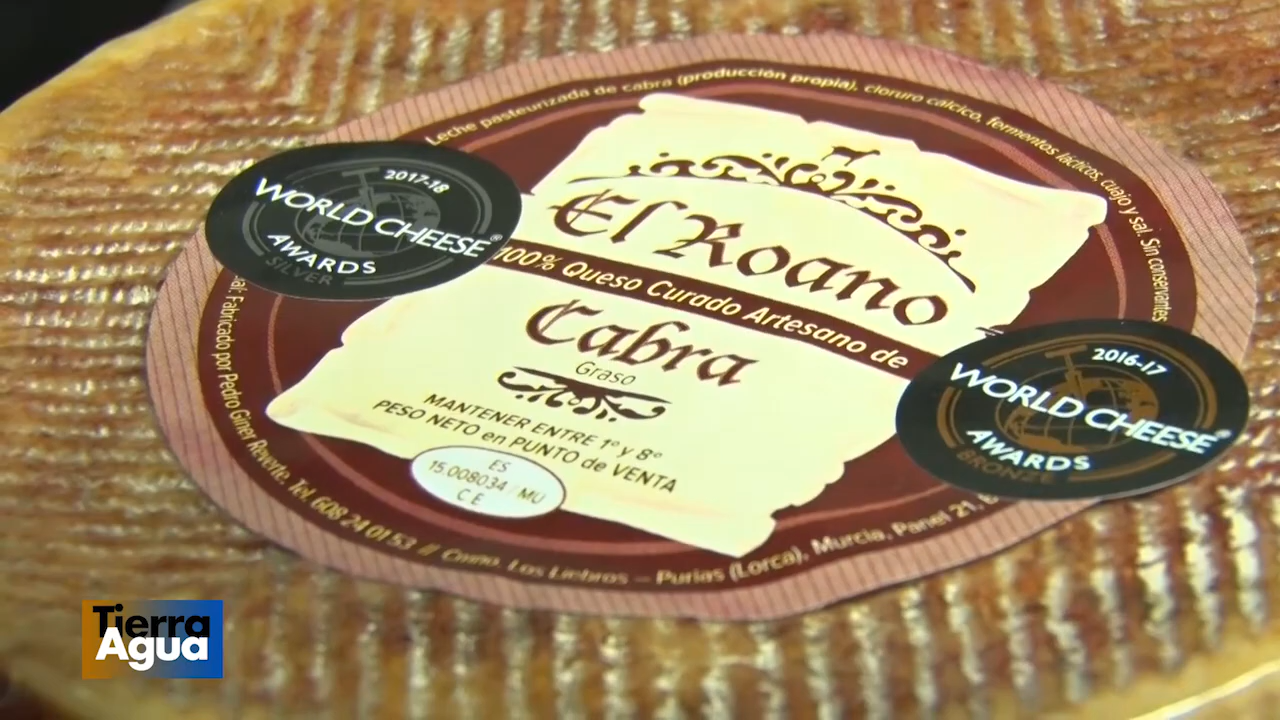 Leche pasteurizada de cabra (producción propia), cloruro cálcico, fermentos lácticos, cuajo y sal. Sin conservantes
2017-18
WORLD CHEESE®
AWARDS
SILVER
El Roano
100% Queso Curado Artesano de
Cabra
Graso
MANTENER ENTRE 1º y 8º
PESO NETO en PUNTO de VENTA
ES
15.008034 / MU
C E
2016-17
WORLD CHEESE®
AWARDS
BRONZE
Fabricado por Pedro Giner Reverte. Tel. 608 24 01 53 // Camno. Los Liebros – Purias (Lorca), Murcia, Panel 21,
Tierra
Agua